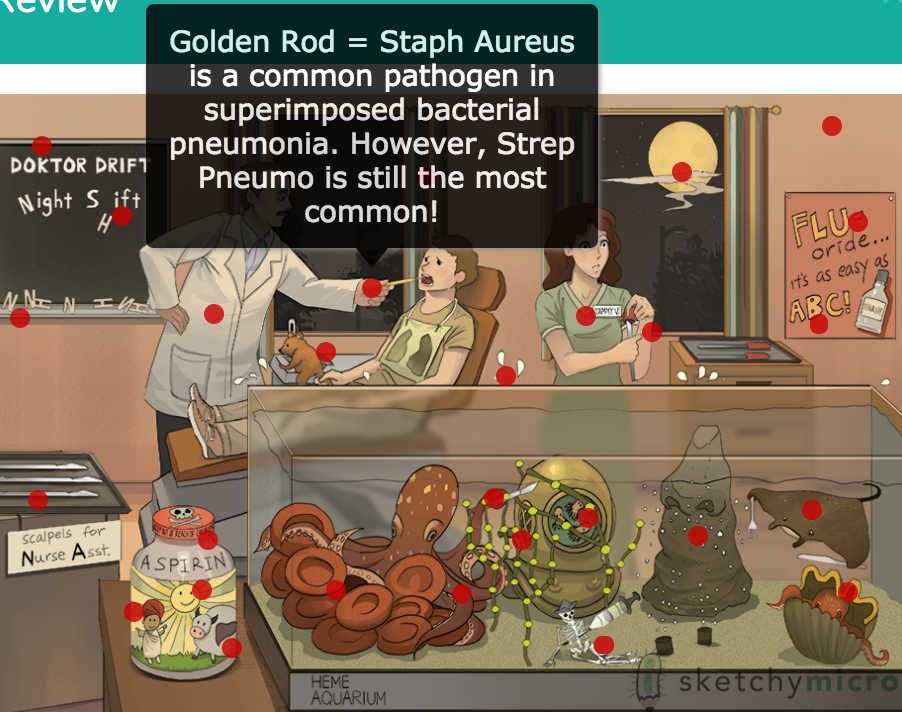 Review
Golden Rod = Staph Aureus
is a common pathogen in
superimposed bacterial
pneumonia. However, Strep
Pneumo is still the most
common!
DOKTOR DRIFT
Night S ift
H
FLU-
oride...
it's as easy as
ABC!
TAMMY V.
scalpels for
Nurse Asst.
ASPIRIN
HEME
AQUARIUM
sketchymicro